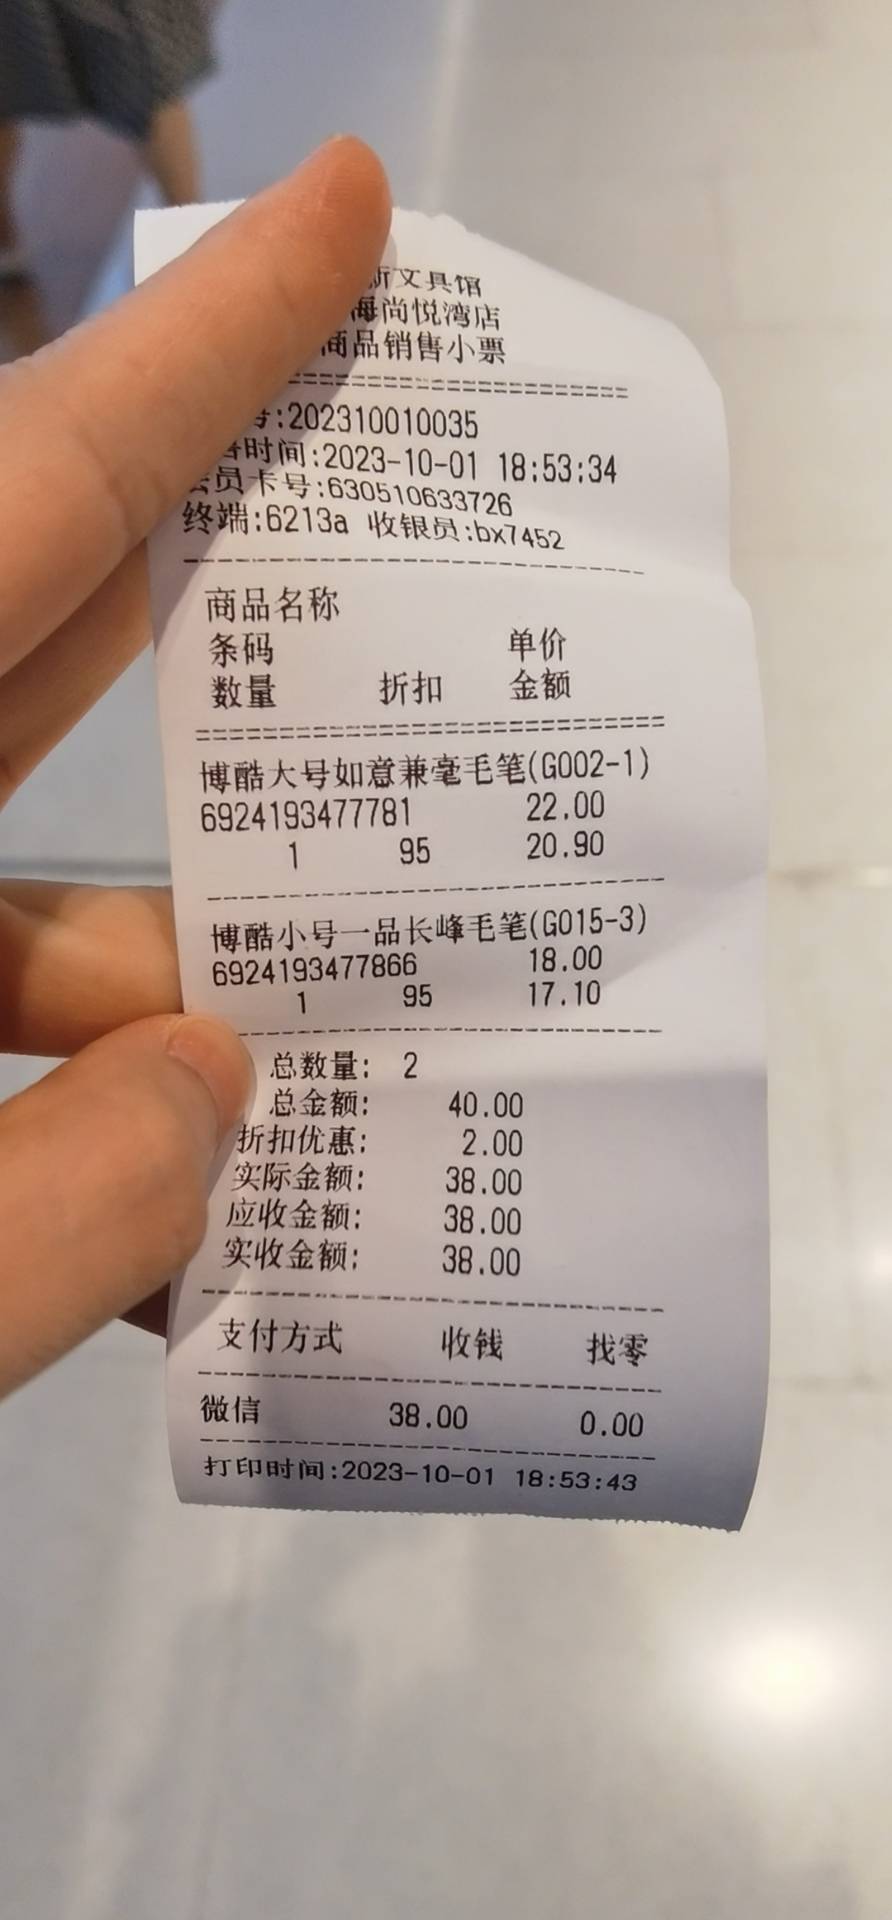 新文具馆
海尚悦湾店
商品销售小票
================================
号:202310010035
售时间:2023-10-01 18:53:34
会员卡号:630510633726
终端:6213a 收银员:bx7452
--------------------------------
商品名称
条码 单价
数量 折扣 金额
================================
博酷大号如意兼毫毛笔(G002-1)
6924193477781 22.00
1 95 20.90
--------------------------------
博酷小号一品长峰毛笔(G015-3)
6924193477866 18.00
1 95 17.10
--------------------------------
总数量: 2
总金额: 40.00
折扣优惠: 2.00
实际金额: 38.00
应收金额: 38.00
实收金额: 38.00
--------------------------------
支付方式 收钱 找零
--------------------------------
微信 38.00 0.00
--------------------------------
打印时间:2023-10-01 18:53:43